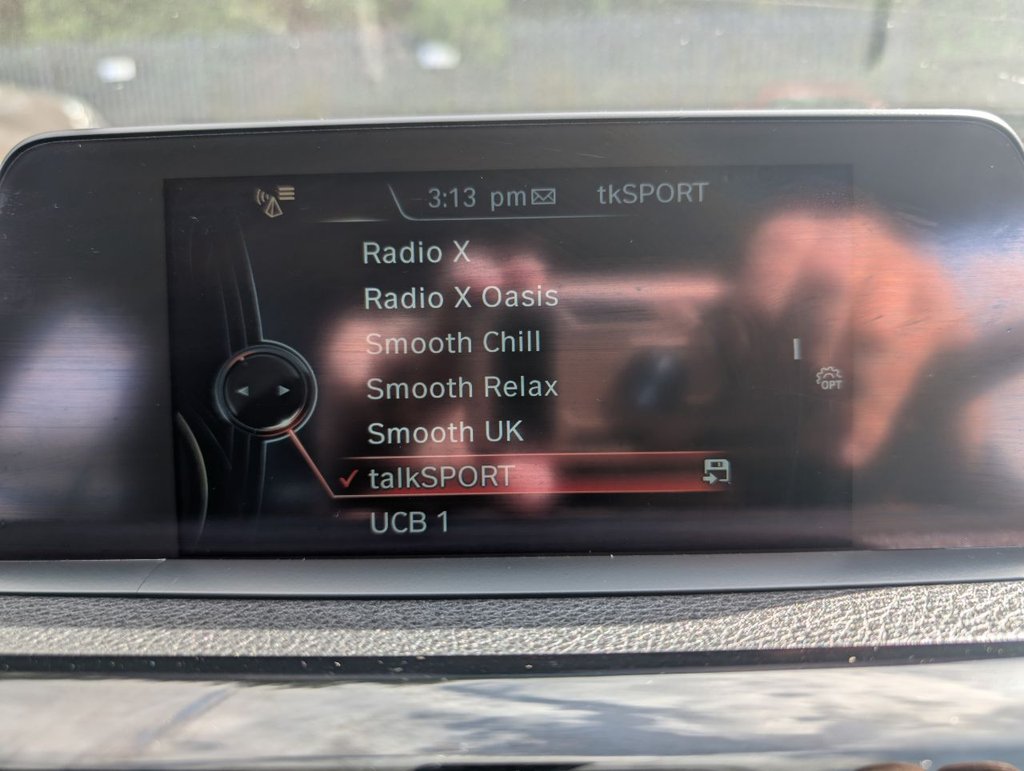 3:13 pm tkSPORT
Radio X
Radio X Oasis
Smooth Chill
Smooth Relax
Smooth UK
talkSPORT
OPT
UCB 1